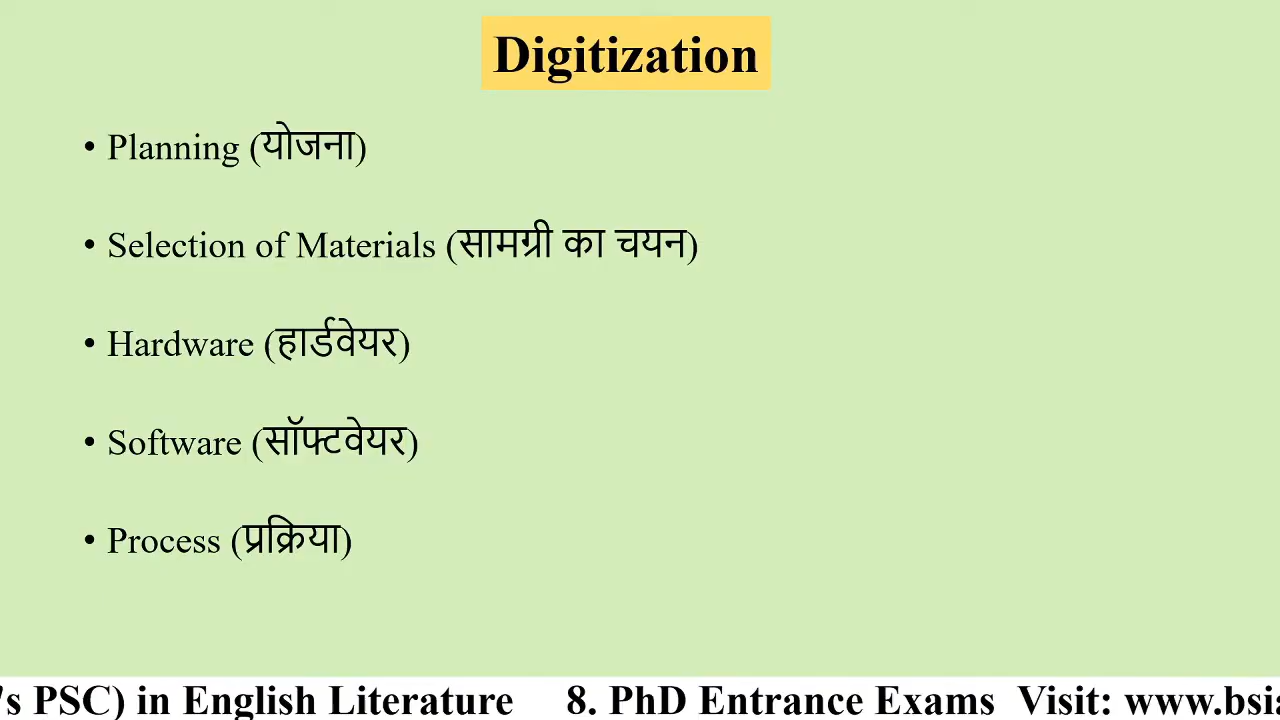 Digitization
• Planning (योजना)
• Selection of Materials (सामग्री का चयन)
• Hardware (हार्डवेयर)
• Software (सॉफ्टवेयर)
• Process (प्रक्रिया)
's PSC) in English Literature 8. PhD Entrance Exams Visit: www.bsia